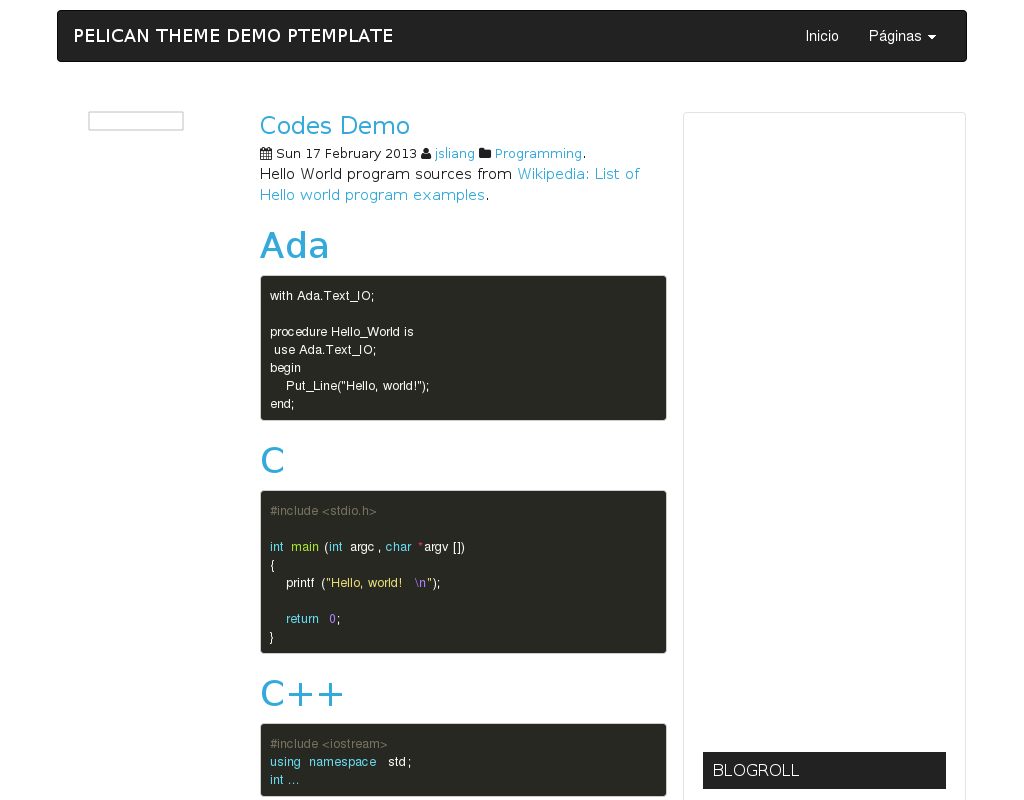 PELICAN THEME DEMO PTEMPLATE
Inicio
Páginas
Codes Demo
Sun 17 February 2013 jsliang Programming.
Hello World program sources from Wikipedia: List of
Hello world program examples.
Ada
with Ada.Text_IO;
procedure Hello_World is
use Ada.Text_IO;
begin
Put_Line("Hello, world!");
end;
C
#include <stdio.h>
int main (int argc , char *argv [])
{
printf ("Hello, world! \n");
return 0;
}
C++
#include <iostream>
using namespace std;
int ...
BLOGROLL